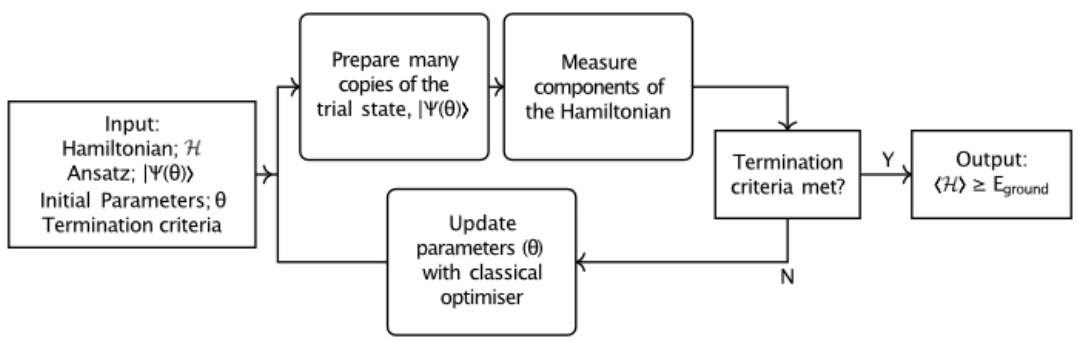 Input:
Hamiltonian; ℋ
Ansatz; |Ψ(θ)⟩
Initial Parameters; θ
Termination criteria
Prepare many
copies of the
trial state, |Ψ(θ)⟩
Measure
components of
the Hamiltonian
Termination
criteria met?
Y
Output:
⟨ℋ⟩ ≥ E_ground
N
Update
parameters (θ)
with classical
optimiser